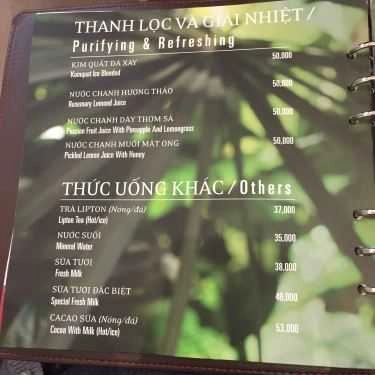 THANH LỌC VÀ GIẢI NHIỆT /
Purifying & Refreshing
KIM QUẤT ĐÁ XAY 50,000
Kumquat Ice Blended
NƯỚC CHANH HƯƠNG THẢO 50,000
Rosemary Lemond Juice
NƯỚC CHANH DÂY THƠM SẢ 50,000
Passion Fruit Juice With Pineapple And Lemongrass
NƯỚC CHANH MUỐI MẬT ONG 50,000
Pickled Lemon Juice With Honey
THỨC UỐNG KHÁC / Others
TRÀ LIPTON (Nóng/đá) 37,000
Lipton Tea (Hot/ice)
NƯỚC SUỐI 35,000
Mineral Water
SỮA TƯƠI 38,000
Fresh Milk
SỮA TƯƠI ĐẶC BIỆT 48,000
Special Fresh Milk
CACAO SỮA (Nóng/đá) 53,000
Cacoa With Milk (Hot/ice)